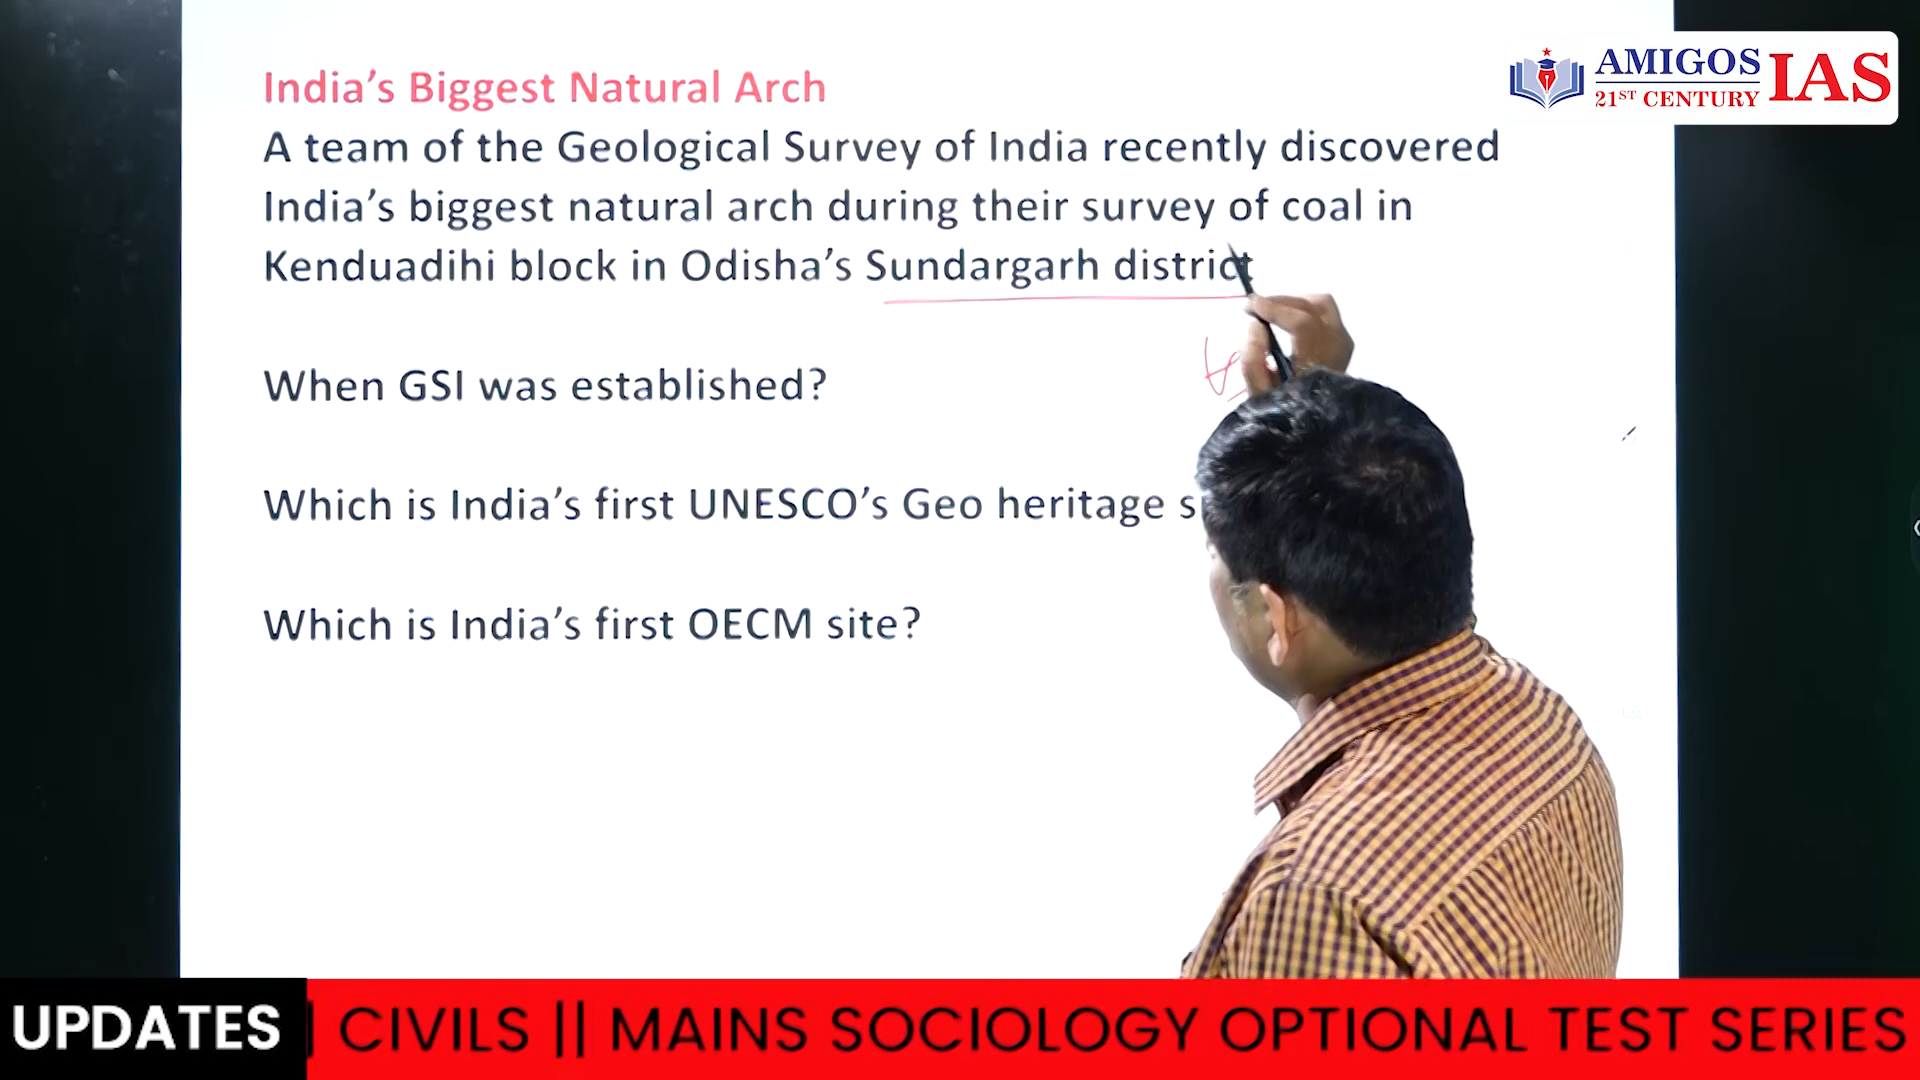 India's Biggest Natural Arch
A team of the Geological Survey of India recently discovered
India's biggest natural arch during their survey of coal in
Kenduadihi block in Odisha's Sundargarh district
When GSI was established?
Which is India's first UNESCO's Geo heritage
Which is India's first OECM site?
AMIGOS
21ST CENTURY
IAS
UPDATES
| CIVILS || MAINS SOCIOLOGY OPTIONAL TEST SERIES